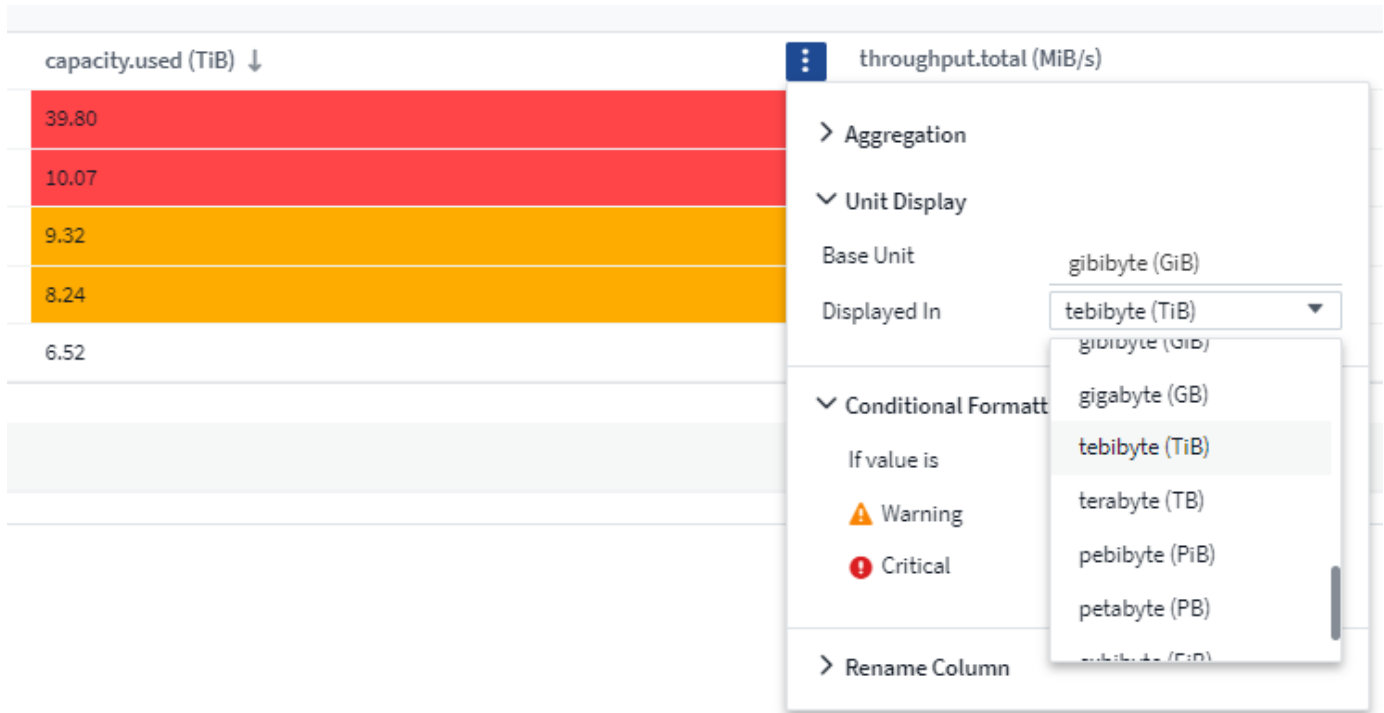 capacity.used (TiB) ↓
throughput.total (MiB/s)
39.80
10.07
9.32
8.24
6.52
Aggregation
Unit Display
Base Unit gibibyte (GiB)
Displayed In tebibyte (TiB)
gibibyte (GiB)
gigabyte (GB)
tebibyte (TiB)
terabyte (TB)
pebibyte (PiB)
petabyte (PB)
Conditional Formatt
If value is
Warning
Critical
Rename Column